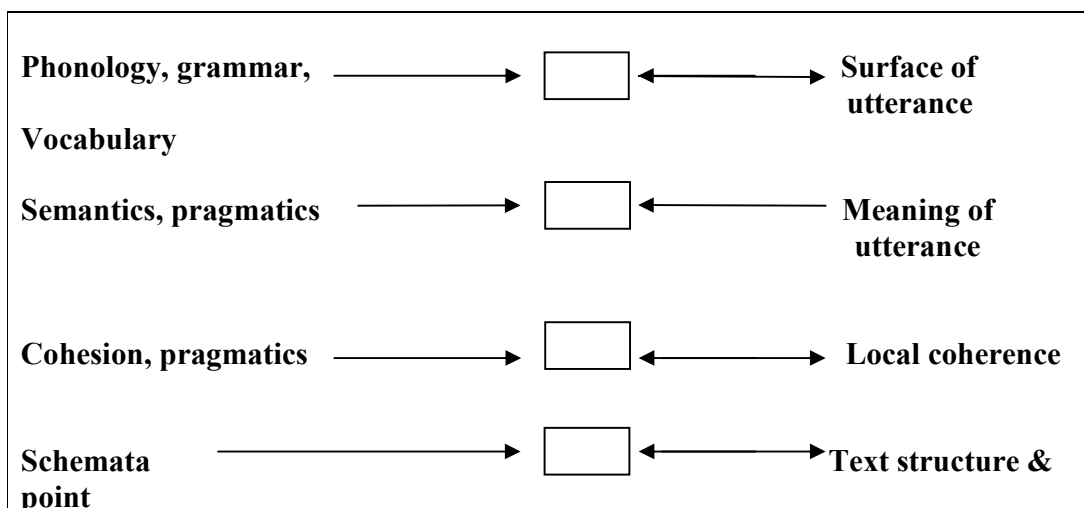 Phonology, grammar,
Surface of
utterance
Vocabulary
Semantics, pragmatics
Meaning of
utterance
Cohesion, pragmatics
Local coherence
Schemata
Text structure &
point